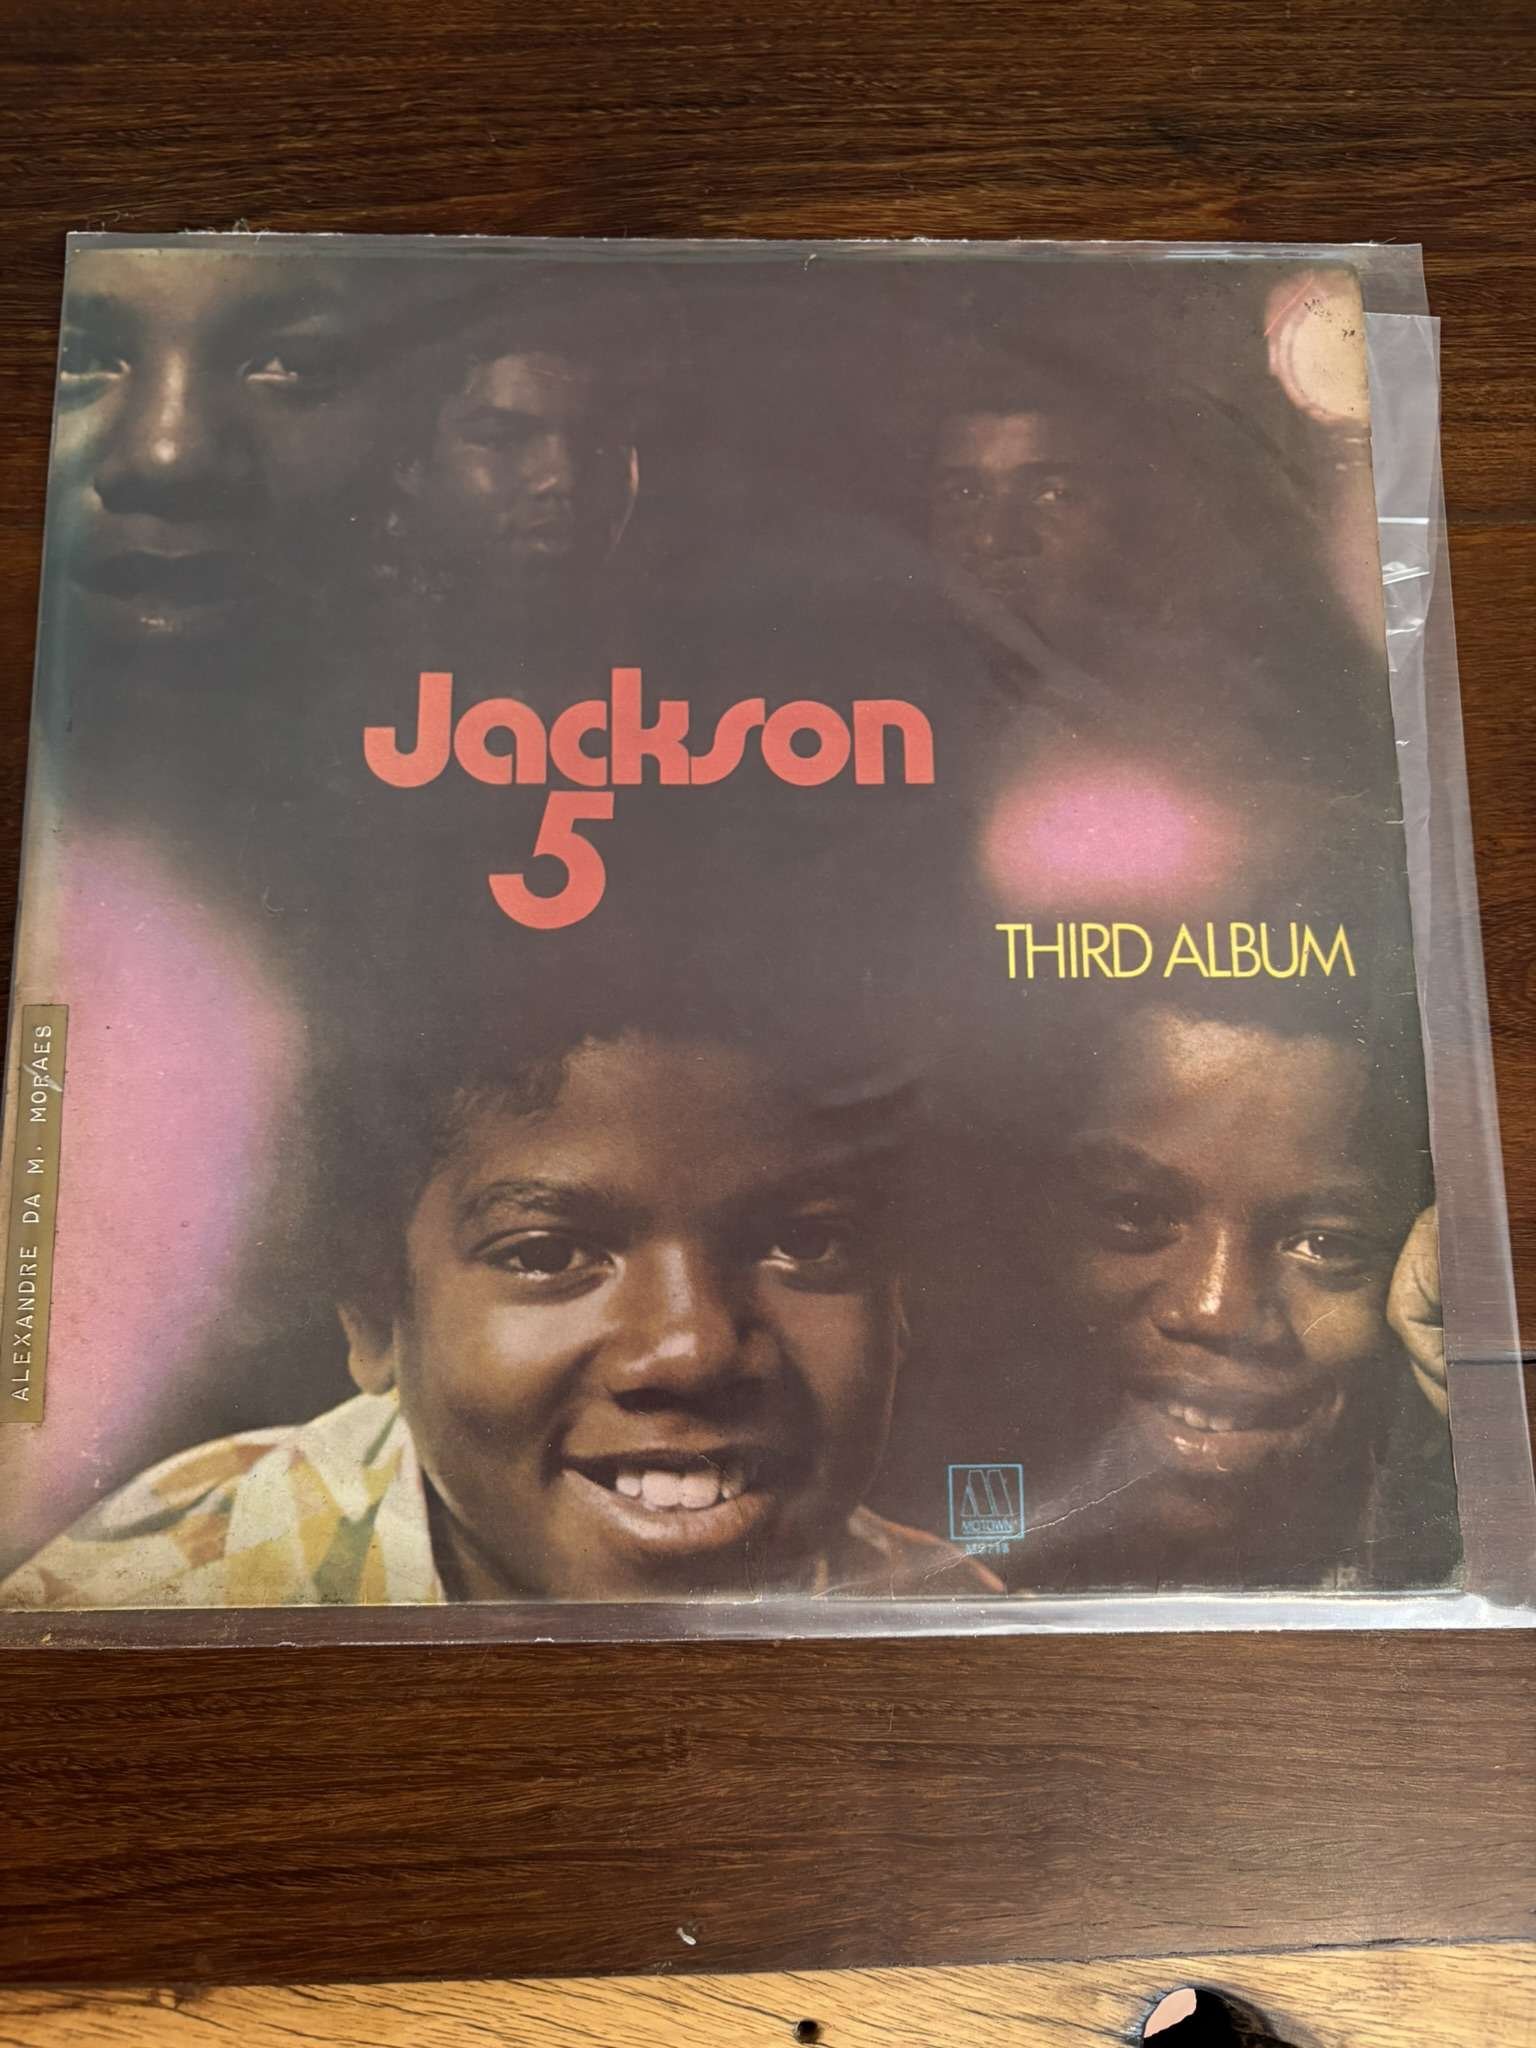 Jackson
5
THIRD ALBUM
ALEXANDRE DA M. MORAES
MOTOWN